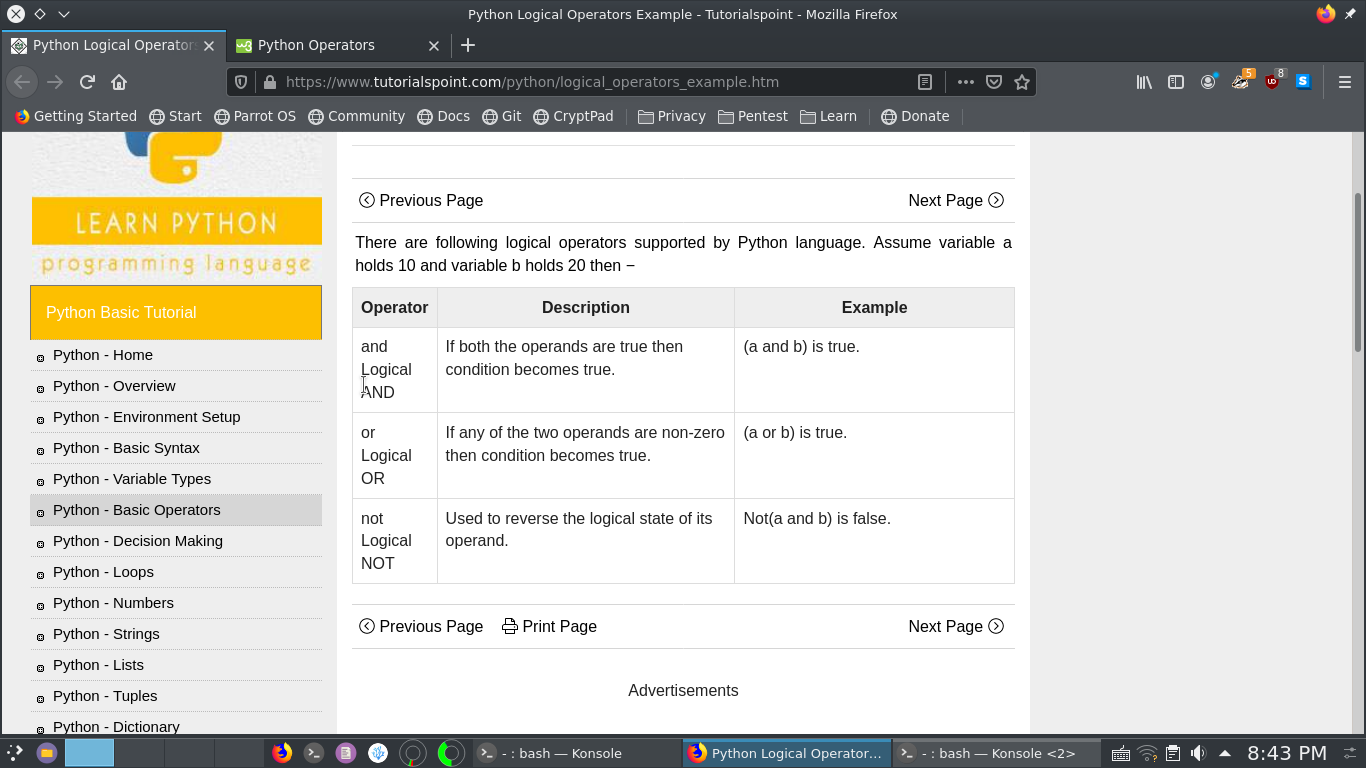 Python Logical Operators Example - Tutorialspoint - Mozilla Firefox
Python Logical Operators
Python Operators
https://www.tutorialspoint.com/python/logical_operators_example.htm
5
8
Getting Started Start Parrot OS Community Docs Git CryptPad Privacy Pentest Learn Donate
LEARN PYTHON
programming language
Python Basic Tutorial
Python - Home
Python - Overview
Python - Environment Setup
Python - Basic Syntax
Python - Variable Types
Python - Basic Operators
Python - Decision Making
Python - Loops
Python - Numbers
Python - Strings
Python - Lists
Python - Tuples
Python - Dictionary
Previous Page Next Page
There are following logical operators supported by Python language. Assume variable a
holds 10 and variable b holds 20 then −
Operator Description Example
and
Logical
AND
If both the operands are true then
condition becomes true.
(a and b) is true.
or
Logical
OR
If any of the two operands are non-zero
then condition becomes true.
(a or b) is true.
not
Logical
NOT
Used to reverse the logical state of its
operand.
Not(a and b) is false.
Previous Page Print Page Next Page
Advertisements
- : bash — Konsole
Python Logical Operator...
- : bash — Konsole <2>
8:43 PM